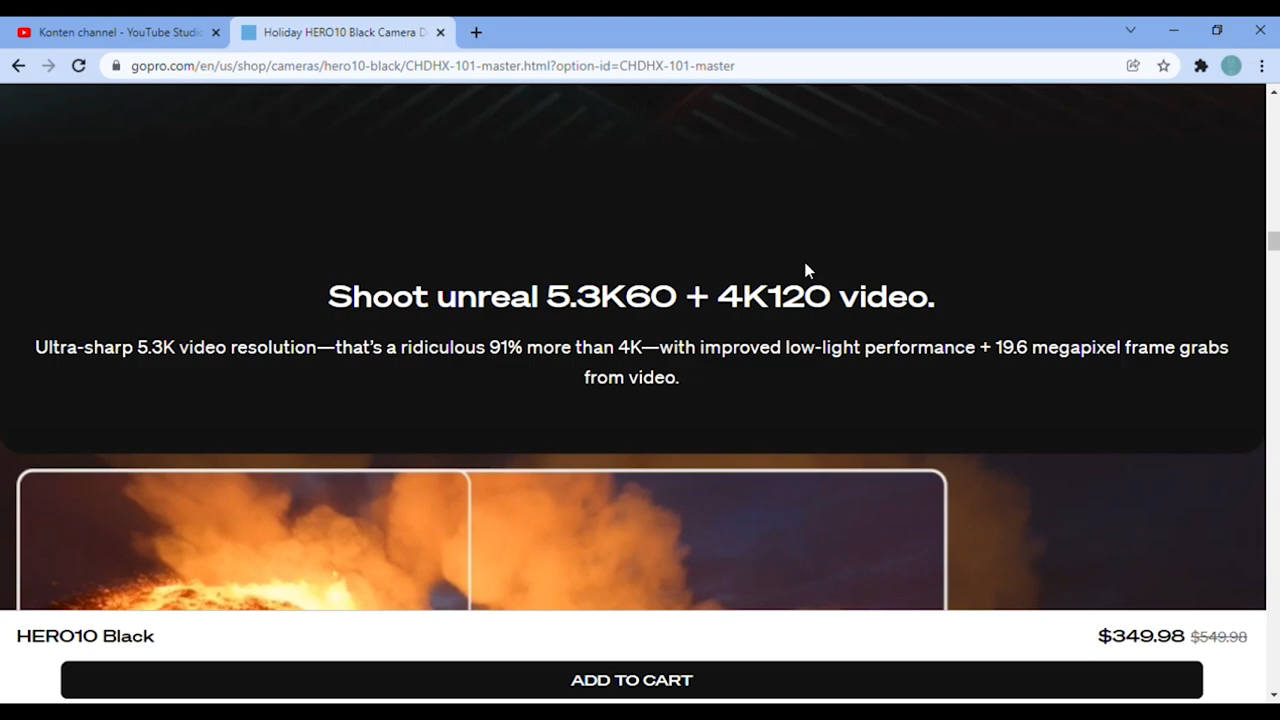 Konten channel - YouTube Studio
Holiday HERO10 Black Camera D
gopro.com/en/us/shop/cameras/hero10-black/CHDHX-101-master.html?option-id=CHDHX-101-master
Shoot unreal 5.3K60 + 4K120 video.
Ultra-sharp 5.3K video resolution—that's a ridiculous 91% more than 4K—with improved low-light performance + 19.6 megapixel frame grabs
from video.
HERO10 Black
$349.98 $549.98
ADD TO CART